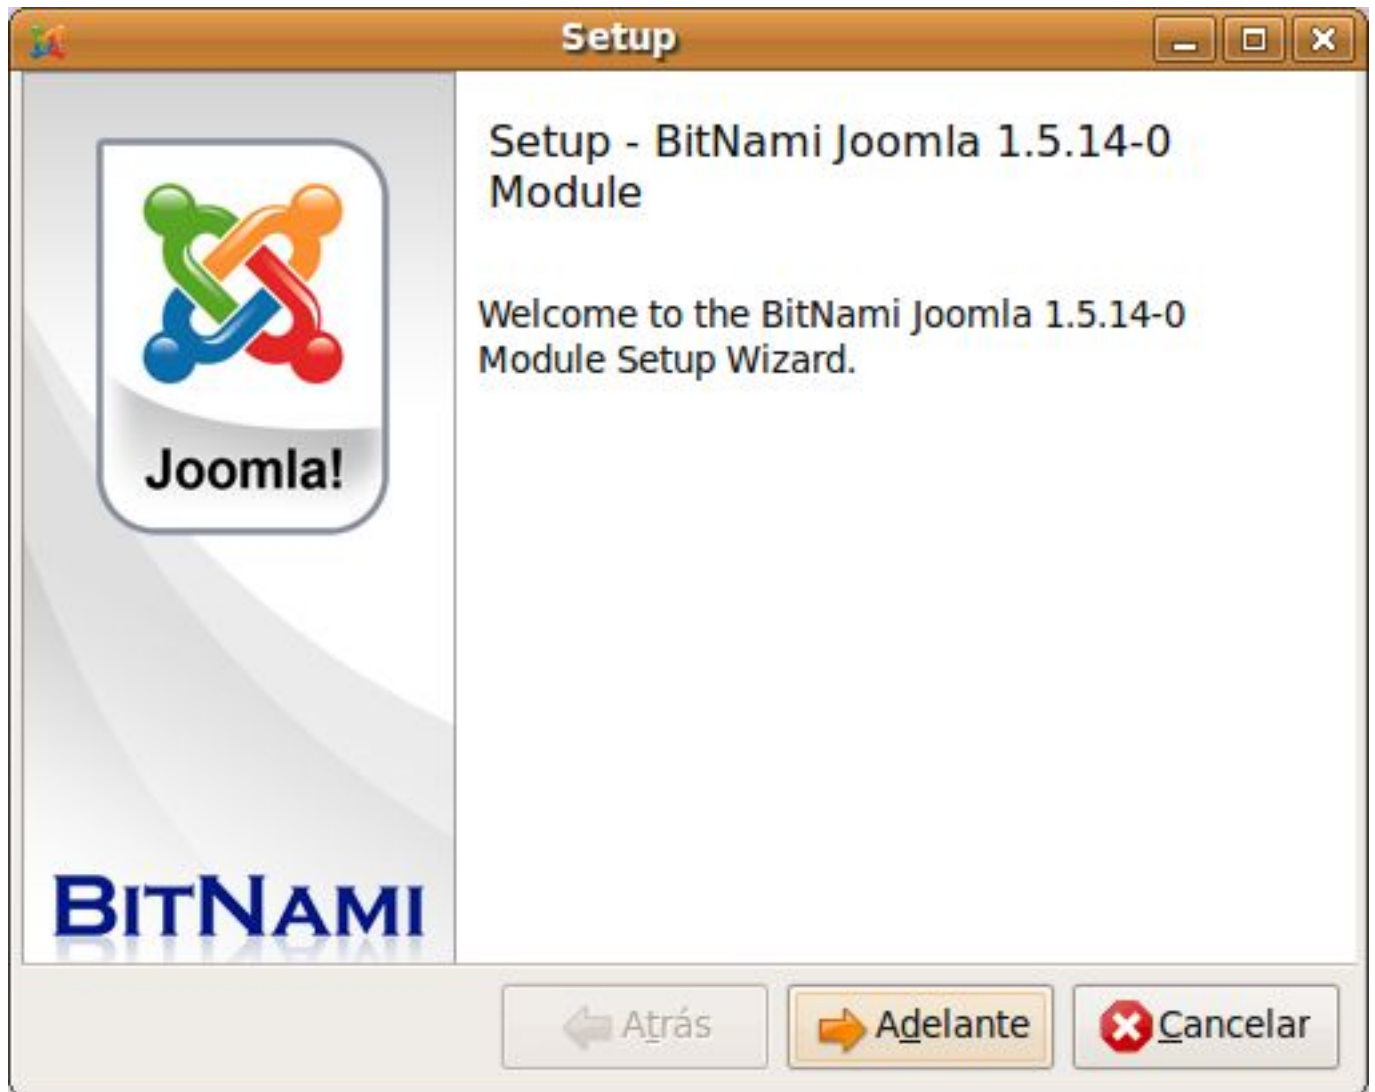 Setup
Joomla!
BITNAMI
Setup - BitNami Joomla 1.5.14-0
Module
Welcome to the BitNami Joomla 1.5.14-0
Module Setup Wizard.
Atrás
Adelante
Cancelar